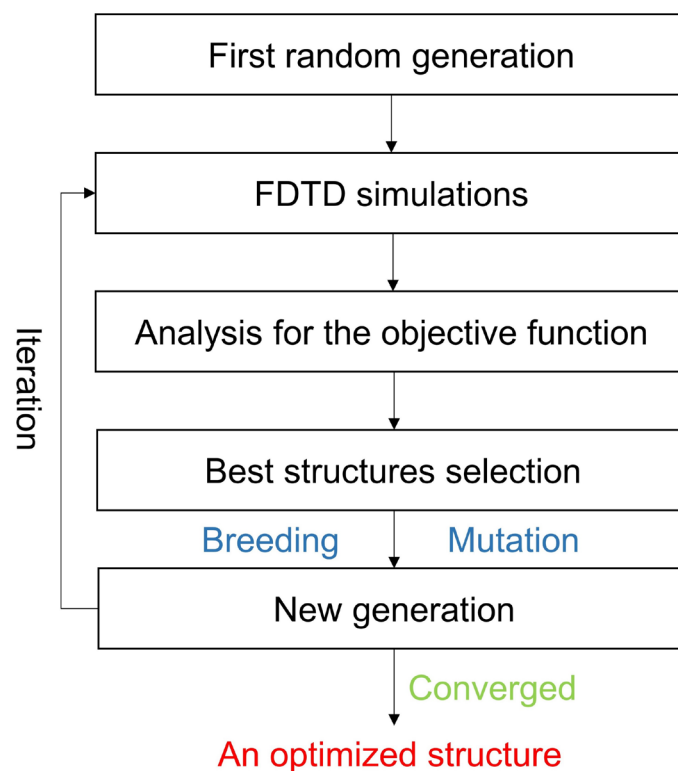 First random generation
FDTD simulations
Analysis for the objective function
Iteration
Best structures selection
Breeding Mutation
New generation
Converged
An optimized structure